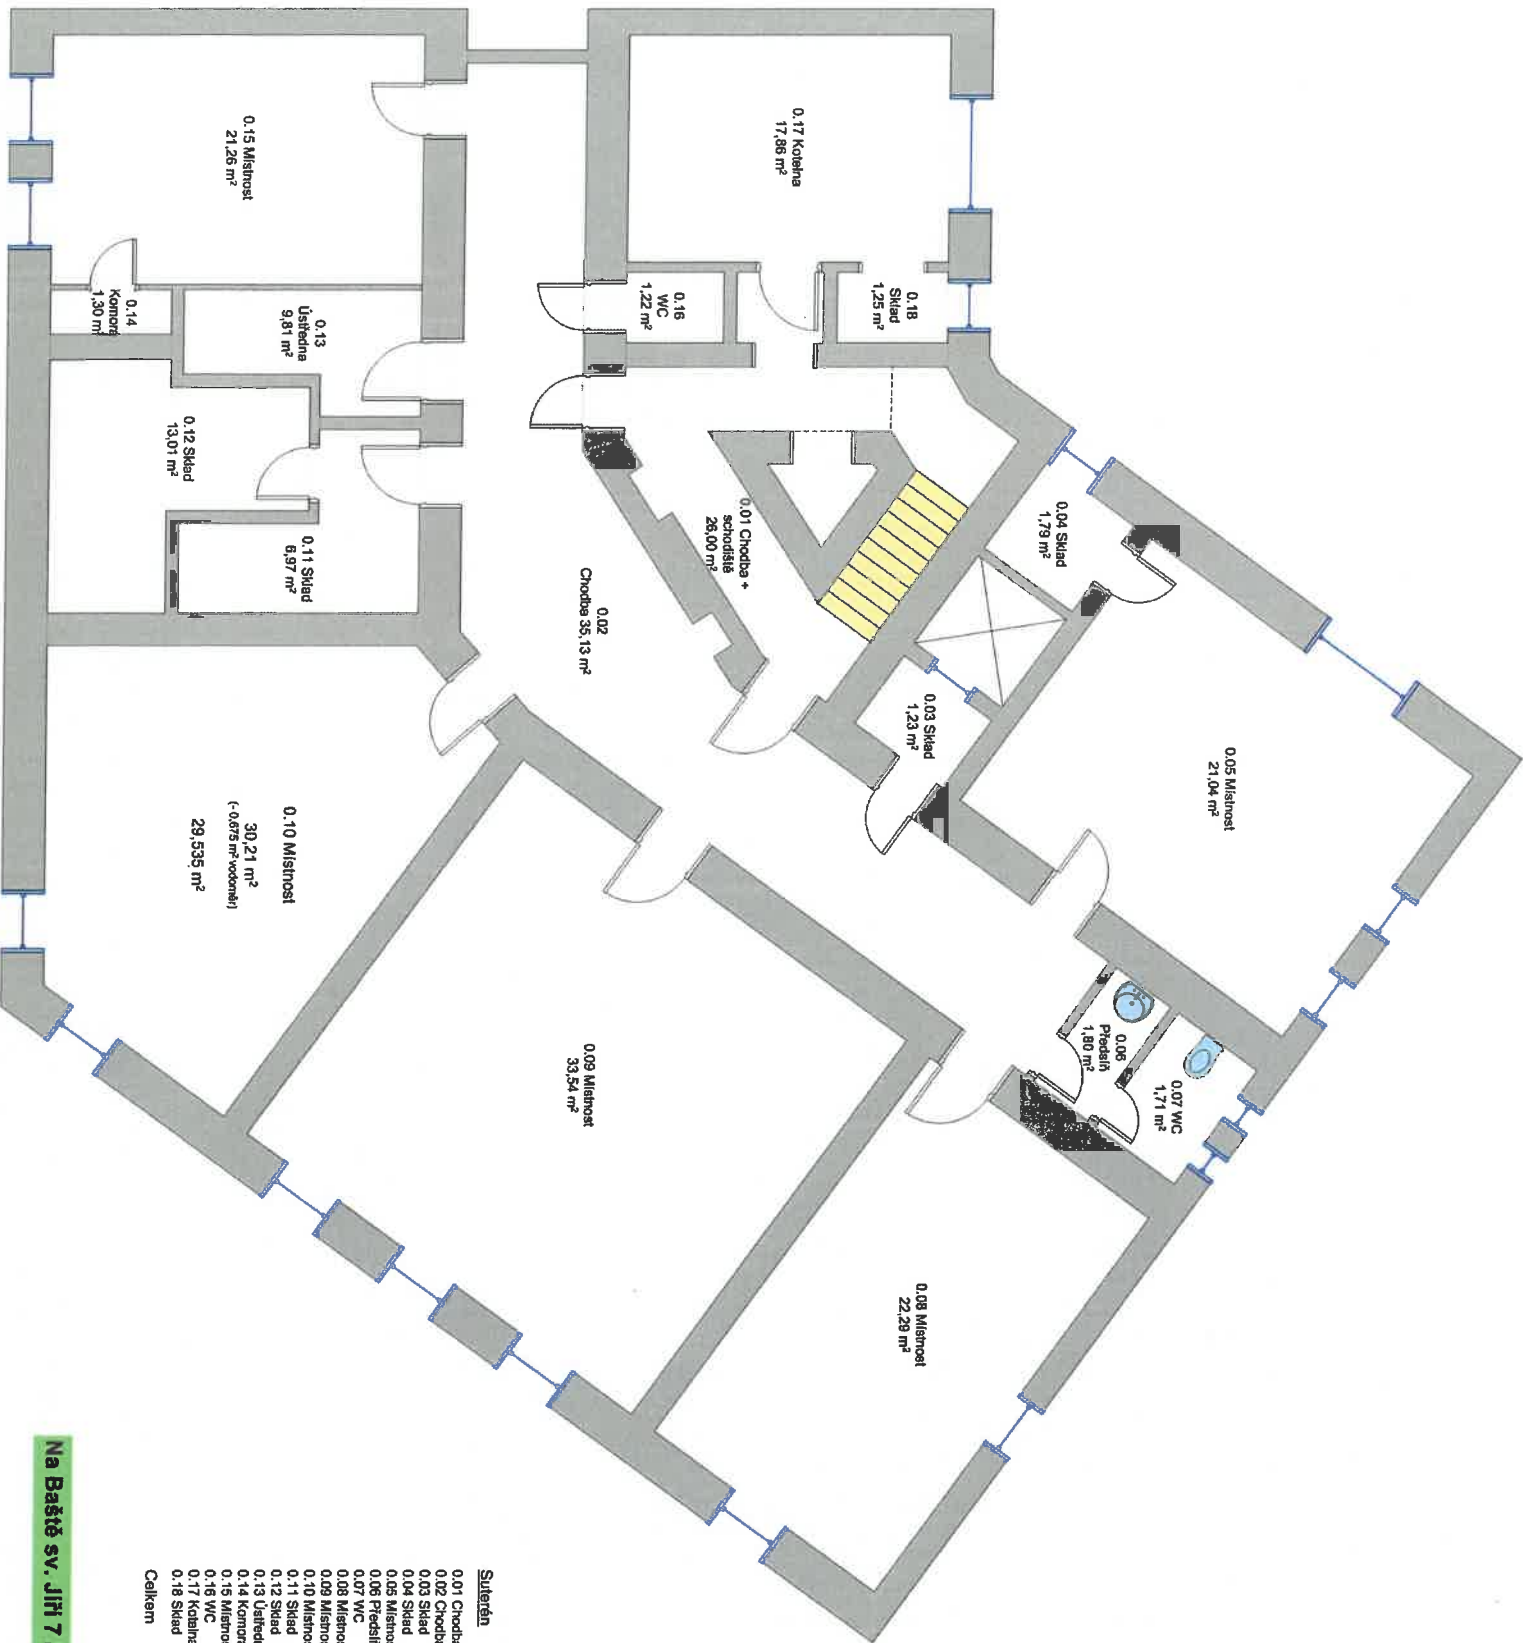 0.17 Kotelna
17,86 m²
0.18
Sklad
1,25 m²
0.16
WC
1,22 m²
0.15 Místnost
21,26 m²
0.14
Komora
1,30 m²
0.13
Ústředna
9,81 m²
0.12 Sklad
13,01 m²
0.11 Sklad
6,97 m²
0.01 Chodba +
schodiště
26,00 m²
0.02
Chodba 35,13 m²
0.04 Sklad
1,79 m²
0.03 Sklad
1,23 m²
0.05 Místnost
21,04 m²
0.06
Předsíň
1,80 m²
0.07 WC
1,71 m²
0.08 Místnost
22,29 m²
0.09 Místnost
33,54 m²
0.10 Místnost
30,21 m²
(- 0,675 m² vodoměr)
29,535 m²
Suterén
0.01 Chodba
0.02 Chodba
0.03 Sklad
0.04 Sklad
0.05 Místnos
0.06 Předsíň
0.07 WC
0.08 Místnos
0.09 Místnos
0.10 Místnos
0.11 Sklad
0.12 Sklad
0.13 Ústředn
0.14 Komora
0.15 Místnos
0.16 WC
0.17 Kotelna
0.18 Sklad
Celkem
Na Baště sv. Jiří 7